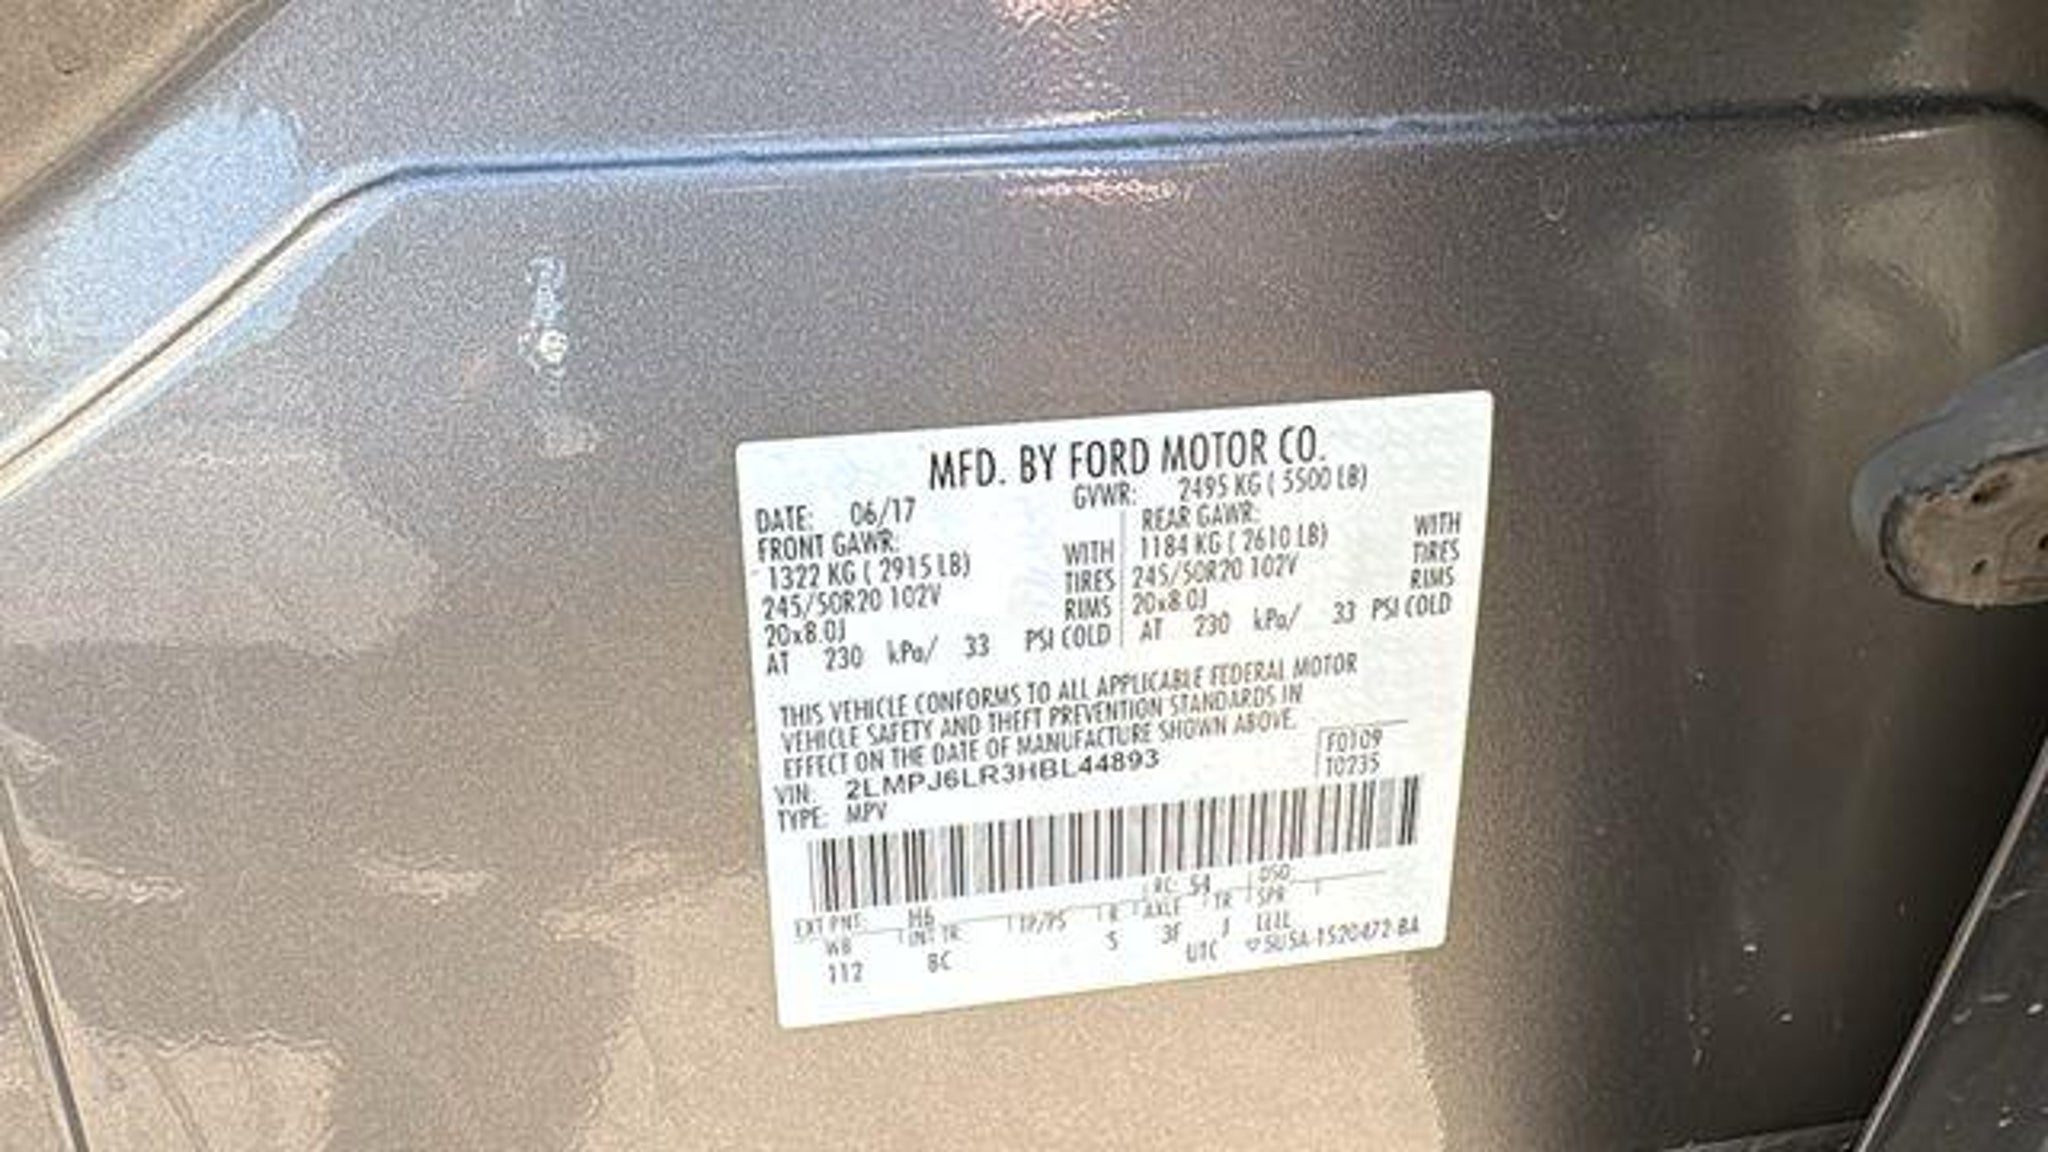 MFD. BY FORD MOTOR CO.
DATE: 06/17 GVWR: 2495 KG ( 5500 LB)
FRONT GAWR: REAR GAWR:
1322 KG ( 2915 LB) WITH 1184 KG ( 2610 LB) WITH
245/50R20 102V TIRES 245/50R20 102V TIRES
20x8.0J RIMS 20x8.0J RIMS
AT 230 kPa/ 33 PSI COLD AT 230 kPa/ 33 PSI COLD
THIS VEHICLE CONFORMS TO ALL APPLICABLE FEDERAL MOTOR
VEHICLE SAFETY AND THEFT PREVENTION STANDARDS IN
EFFECT ON THE DATE OF MANUFACTURE SHOWN ABOVE.
VIN: 2LMPJ6LR3HBL44893 F0109
TYPE: MPV T0235
EXT PNT: H6 RC: 54 DSO:
WB INT TR TP/PS R AXLE TR SPR
112 BC S 3F J LLLL
UTC 5U5A-1520472-BA